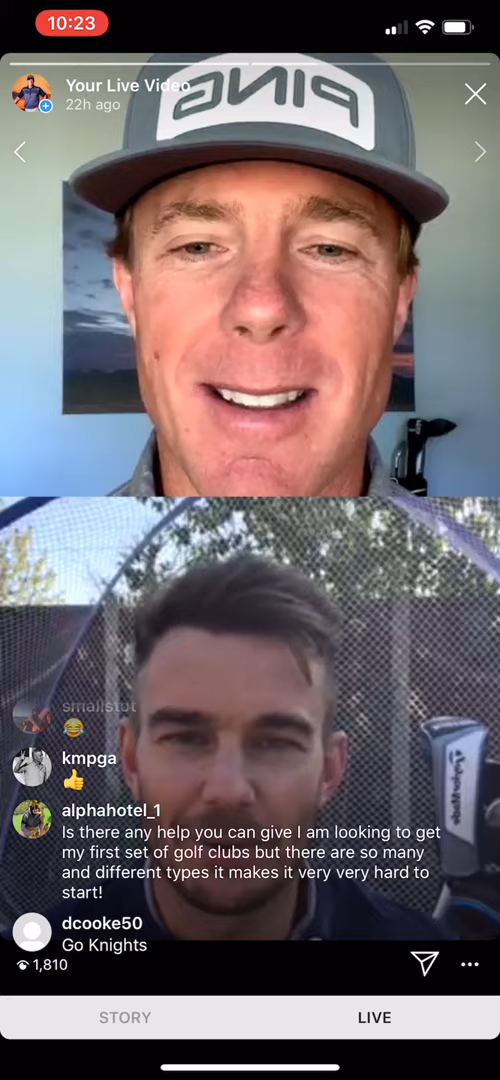 10:23
Your Live Video
22h ago
PING
smallstbt
kmpga
alphahotel_1
Is there any help you can give I am looking to get
my first set of golf clubs but there are so many
and different types it makes it very very hard to
start!
TaylorMade
dcooke50
Go Knights
1,810
STORY
LIVE